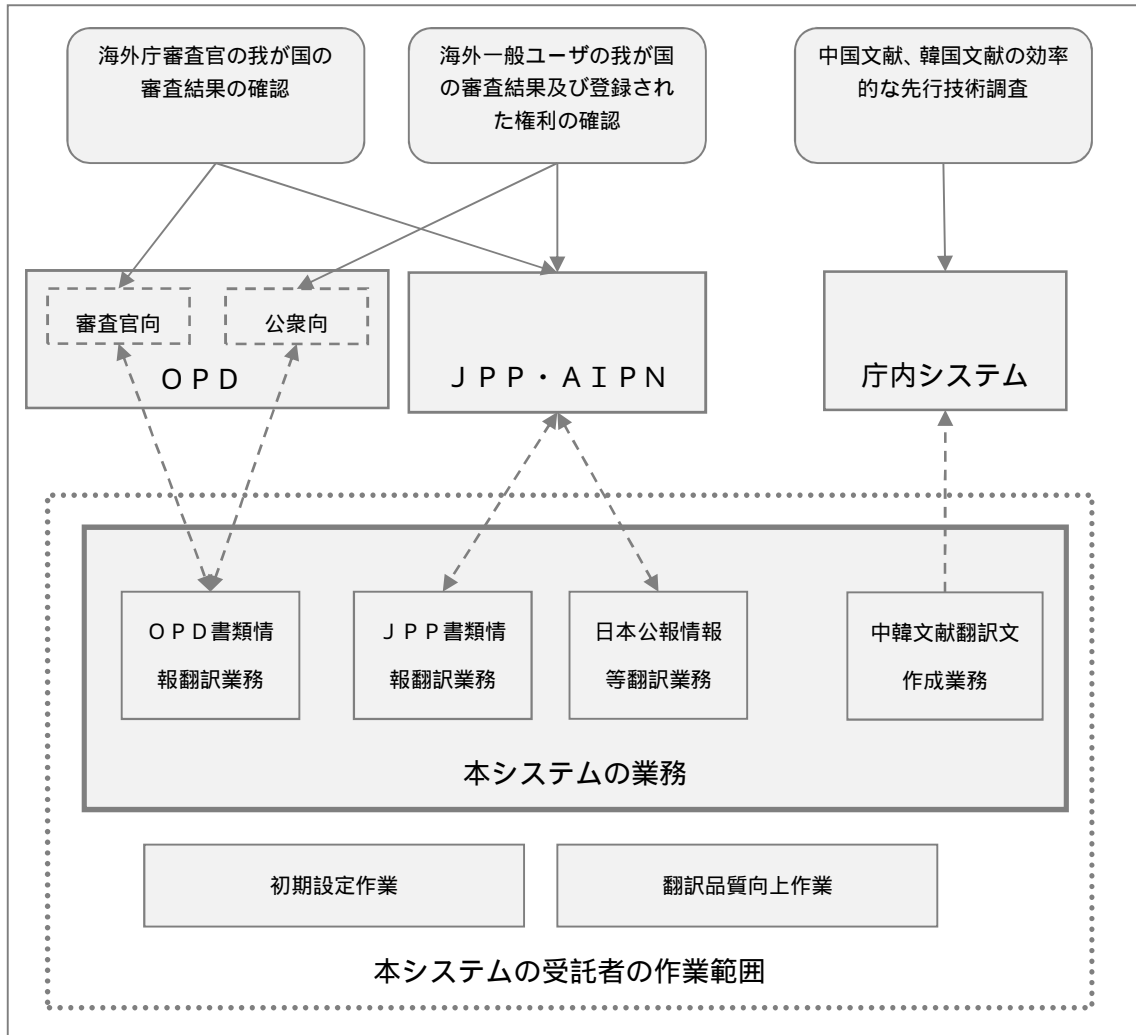 海外庁審査官の我が国の
審査結果の確認
海外一般ユーザの我が国
の審査結果及び登録され
た権利の確認
中国文献、韓国文献の効率
的な先行技術調査
審査官向
公衆向
ＯＰＤ
ＪＰＰ・ＡＩＰＮ
庁内システム
ＯＰＤ書類情
報翻訳業務
ＪＰＰ書類情
報翻訳業務
日本公報情報
等翻訳業務
中韓文献翻訳文
作成業務
本システムの業務
初期設定作業
翻訳品質向上作業
本システムの受託者の作業範囲